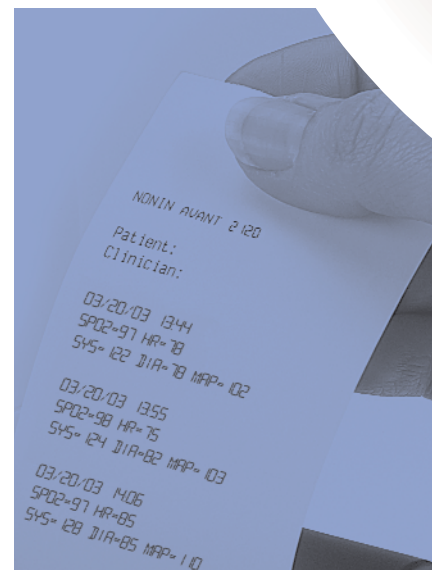 NONIN AVANT 2120
Patient:
Clinician:
03/20/03 13:44
SPO2=97 HR=78
SYS=122 DIA=78 MAP=102
03/20/03 13:55
SPO2=98 HR=75
SYS=124 DIA=82 MAP=103
03/20/03 14:06
SPO2=97 HR=85
SYS=128 DIA=85 MAP=110